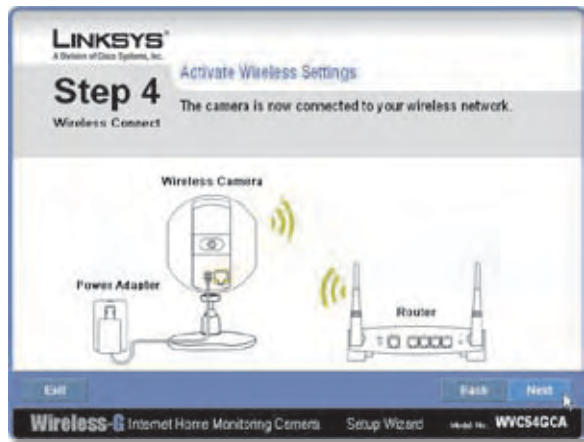 LINKSYS®
A Division of Cisco Systems, Inc.
Step 4
Wireless Connect
Activate Wireless Settings
The camera is now connected to your wireless network.
Wireless Camera
Power Adapter
Router
Exit
Back
Next
Wireless-G Internet Home Monitoring Camera
Setup Wizard
Model No. WVC54GCA